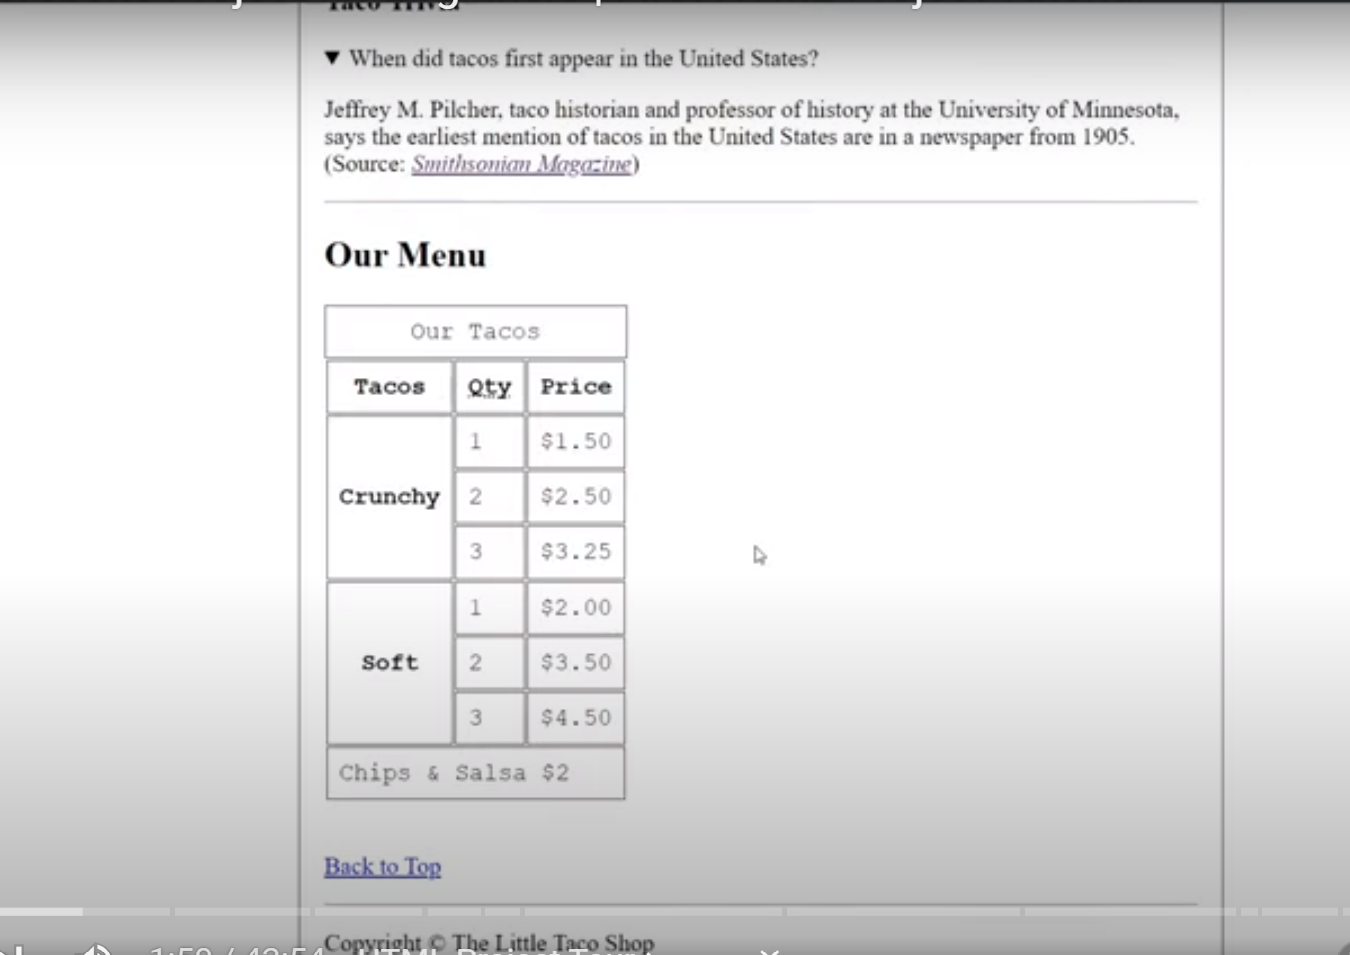 When did tacos first appear in the United States?
Jeffrey M. Pilcher, taco historian and professor of history at the University of Minnesota,
says the earliest mention of tacos in the United States are in a newspaper from 1905.
(Source: Smithsonian Magazine)
Our Menu
Our Tacos
Tacos Qty Price
Crunchy
1 $1.50
2 $2.50
3 $3.25
Soft
1 $2.00
2 $3.50
3 $4.50
Chips & Salsa $2
Back to Top
Copyright © The Little Taco Shop